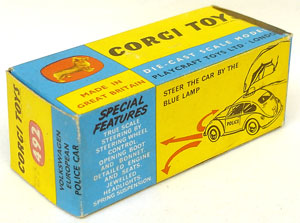 CORGI TOY
DIE-CAST SCALE MODE
PLAYCRAFT TOYS LTD. LONDO
MADE IN
GREAT BRITAIN
STEER THE CAR BY THE
BLUE LAMP
POLICE
SPECIAL
FEATURES
TRUE SCALE
STEERING BY
STEERING WHEEL
CONTROL
OPENING BOOT
AND BONNET
DETAILED ENGINE
AND SEATS.
JEWELLED
HEADLIGHTS.
SPRING SUSPENSION
CORGI TOYS
492
VOLKSWAGEN
EUROPEAN
POLICE CAR